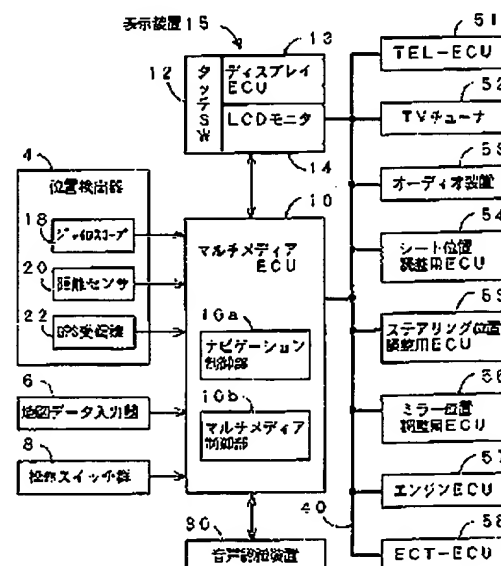 表示装置15
13
51
12
タッチSW
ディスプレイ
ECU
LCDモニタ
14
TEL-ECU
52
TVチューナ
53
オーディオ装置
54
シート位置
調整用ECU
55
ステアリング位置
調整用ECU
56
ミラー位置
調整用ECU
57
エンジンECU
58
ECT-ECU
40
4
位置検出器
18
ジャイロスコープ
20
距離センサ
22
GPS受信機
6
地図データ入力器
8
操作スイッチ群
10
マルチメディア
ECU
10a
ナビゲーション
制御部
10b
マルチメディア
制御部
30
音声認識装置